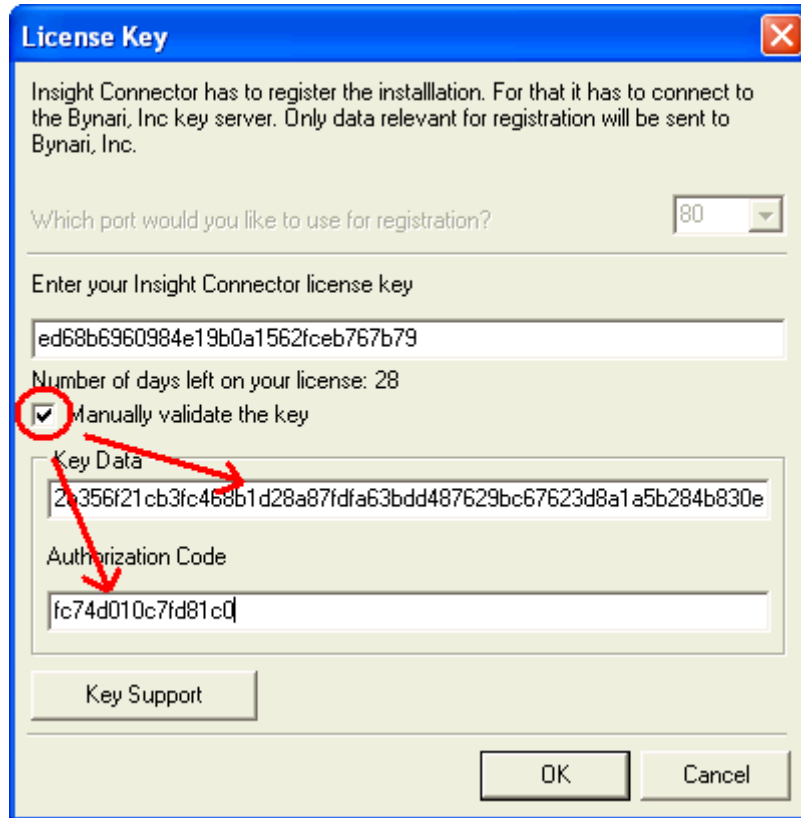 License Key
Insight Connector has to register the installlation. For that it has to connect to
the Bynari, Inc key server. Only data relevant for registration will be sent to
Bynari, Inc.
Which port would you like to use for registration?
80
Enter your Insight Connector license key
ed68b6960984e19b0a1562fceb767b79
Number of days left on your license: 28
Manually validate the key
Key Data
2a356f21cb3fc468b1d28a87fdfa63bdd487629bc67623d8a1a5b284b830e
Authorization Code
fc74d010c7fd81c0
Key Support
OK
Cancel